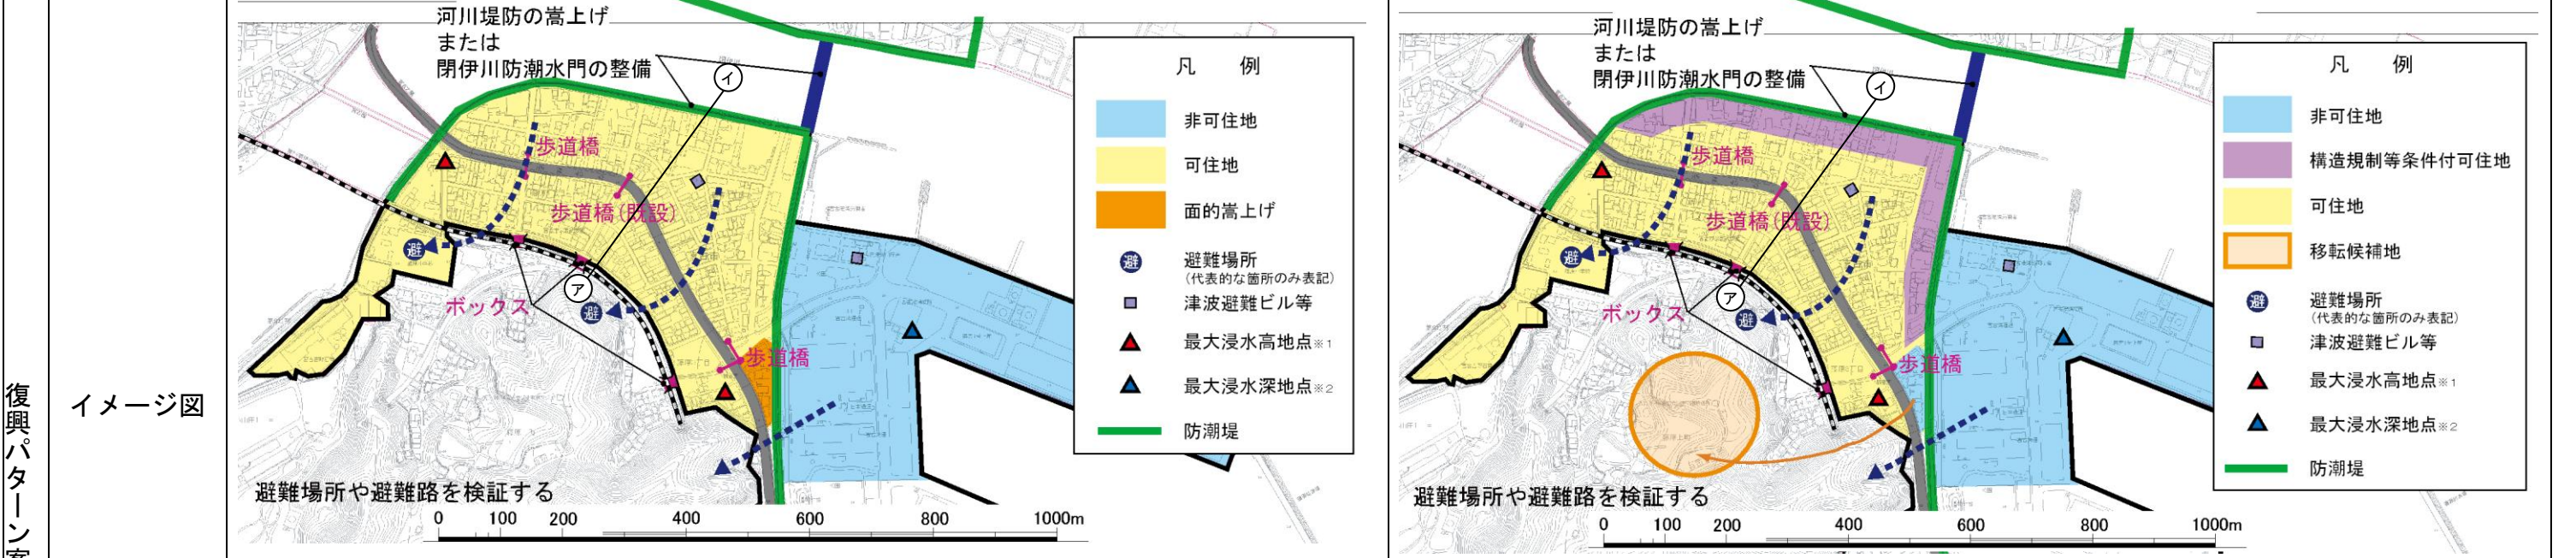 復興パターン案
イメージ図
河川堤防の嵩上げ
または
閉伊川防潮水門の整備
イ
歩道橋
歩道橋(既設)
ア
避
避
ボックス
歩道橋
避難場所や避難路を検証する
0 100 200 400 600 800 1000m
凡 例
非可住地
可住地
面的嵩上げ
避 避難場所
(代表的な箇所のみ表記)
津波避難ビル等
最大浸水高地点※1
最大浸水深地点※2
防潮堤
河川堤防の嵩上げ
または
閉伊川防潮水門の整備
イ
歩道橋
歩道橋(既設)
ア
避
避
ボックス
歩道橋
避難場所や避難路を検証する
0 100 200 400 600 800 1000m
凡 例
非可住地
構造規制等条件付可住地
可住地
移転候補地
避 避難場所
(代表的な箇所のみ表記)
津波避難ビル等
最大浸水高地点※1
最大浸水深地点※2
防潮堤